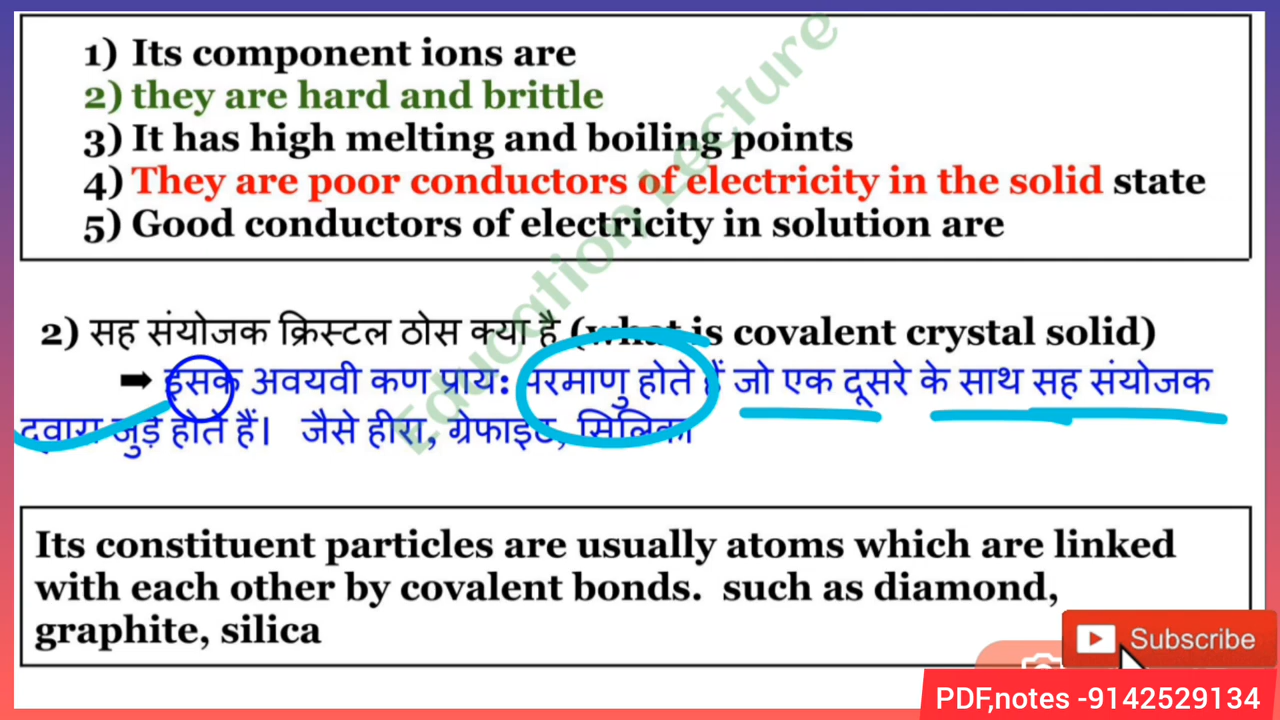 1) Its component ions are
2) they are hard and brittle
3) It has high melting and boiling points
4) They are poor conductors of electricity in the solid state
5) Good conductors of electricity in solution are
2) सह संयोजक क्रिस्टल ठोस क्या है (what is covalent crystal solid)
➡ इसके अवयवी कण प्राय: परमाणु होते हैं जो एक दूसरे के साथ सह संयोजक
द्वारा जुड़े होते हैं। जैसे हीरा, ग्रेफाइट, सिलिका
Its constituent particles are usually atoms which are linked
with each other by covalent bonds. such as diamond,
graphite, silica
Education Lecture
Subscribe
PDF,notes -9142529134